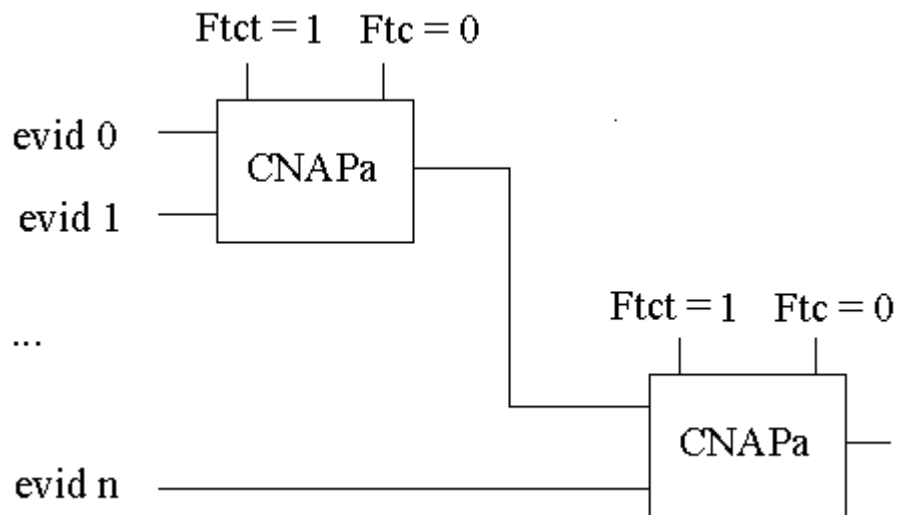 Ftct = 1 Ftc = 0
evid 0
CNAPa
evid 1
Ftct = 1 Ftc = 0
...
CNAPa
evid n